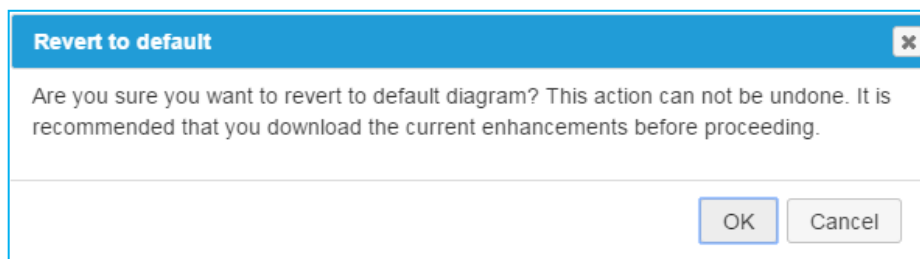 Revert to default
Are you sure you want to revert to default diagram? This action can not be undone. It is
recommended that you download the current enhancements before proceeding.
OK
Cancel